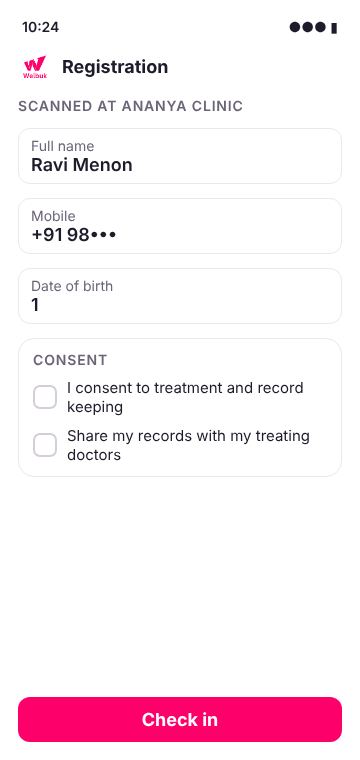 10:24
Welbuk
Registration
SCANNED AT ANANYA CLINIC
Full name
Ravi Menon
Mobile
+91 98•••
Date of birth
1
CONSENT
I consent to treatment and record
keeping
Share my records with my treating
doctors
Check in